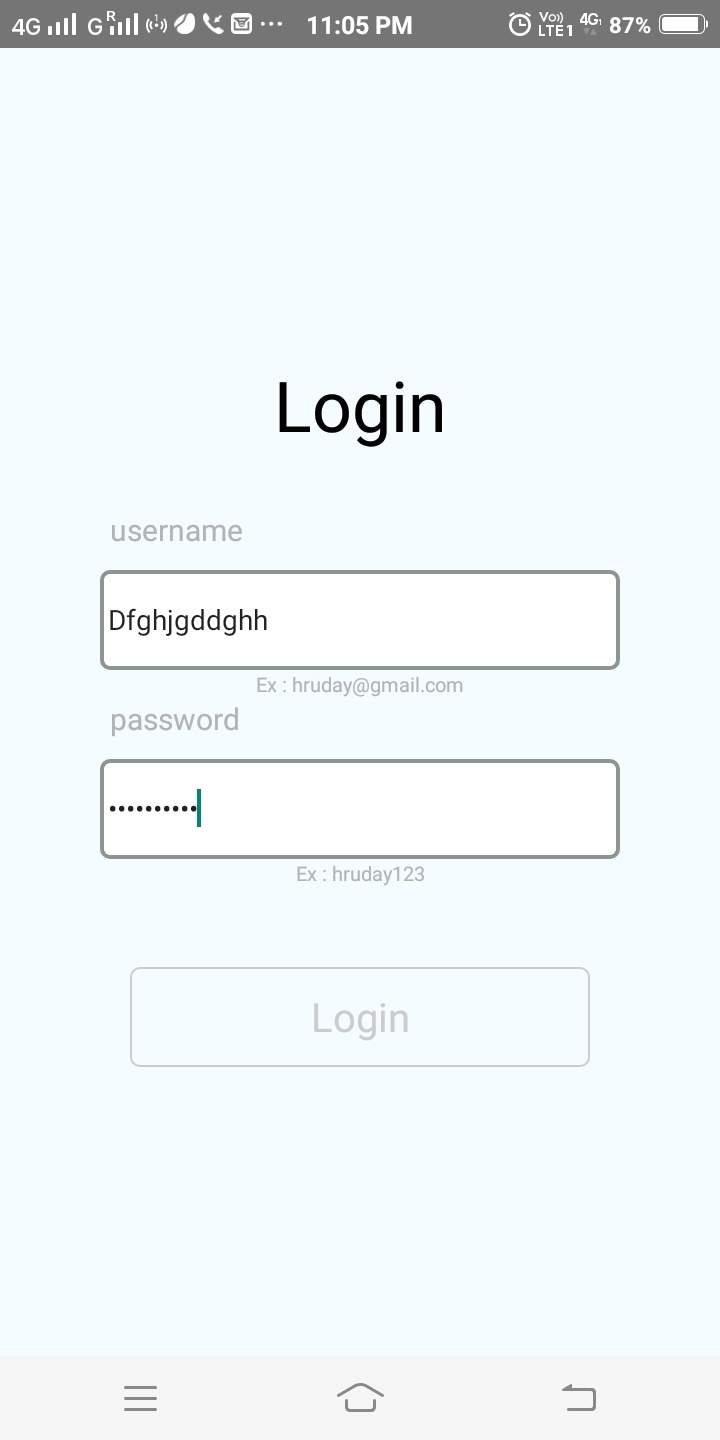 4G G R 11:05 PM Vo)) LTE1 4G 87%
Login
username
Dfghjgddghh
Ex : hruday@gmail.com
password
••••••••••
Ex : hruday123
Login